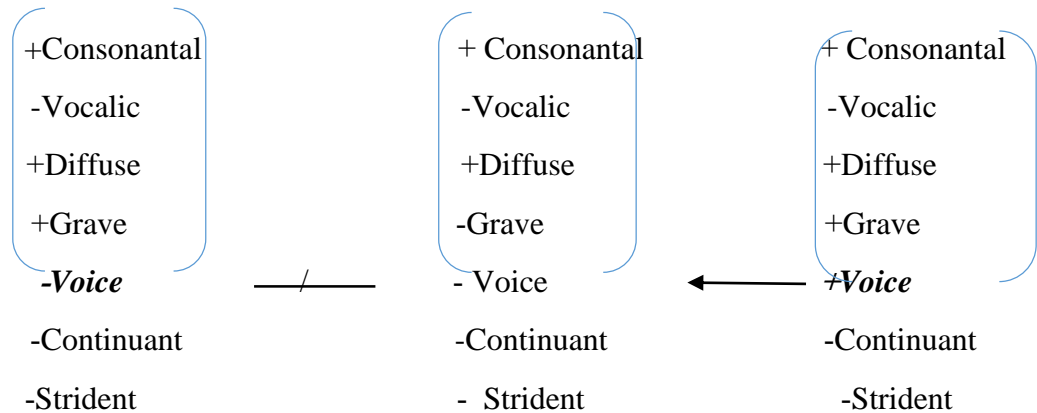 +Consonantal + Consonantal + Consonantal
-Vocalic -Vocalic -Vocalic
+Diffuse +Diffuse +Diffuse
+Grave -Grave +Grave
-Voice / - Voice +Voice
-Continuant -Continuant -Continuant
-Strident - Strident -Strident